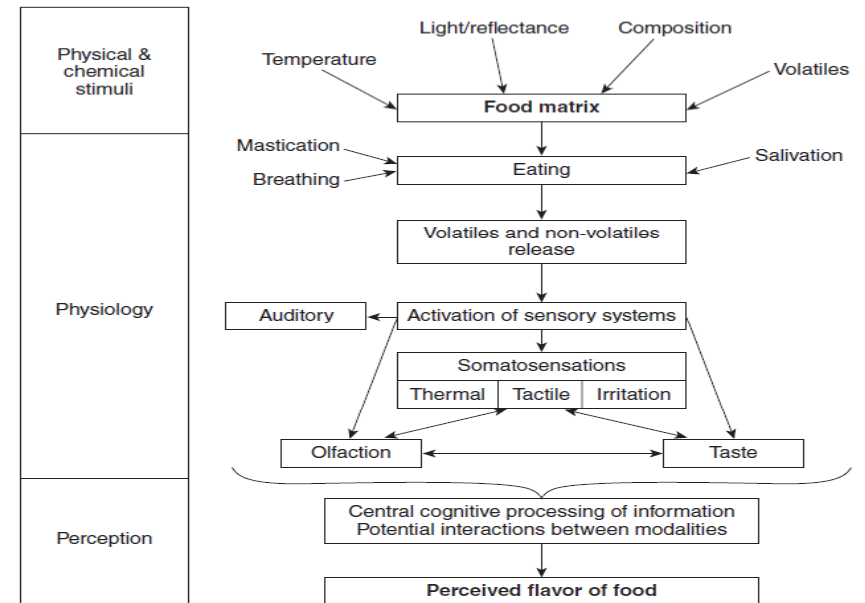 Physical &
chemical
stimuli
Light/reflectance
Composition
Temperature
Volatiles
Food matrix
Mastication
Breathing
Salivation
Eating
Volatiles and non-volatiles
release
Physiology
Auditory
Activation of sensory systems
Somatosensations
Thermal
Tactile
Irritation
Olfaction
Taste
Perception
Central cognitive processing of information
Potential interactions between modalities
Perceived flavor of food